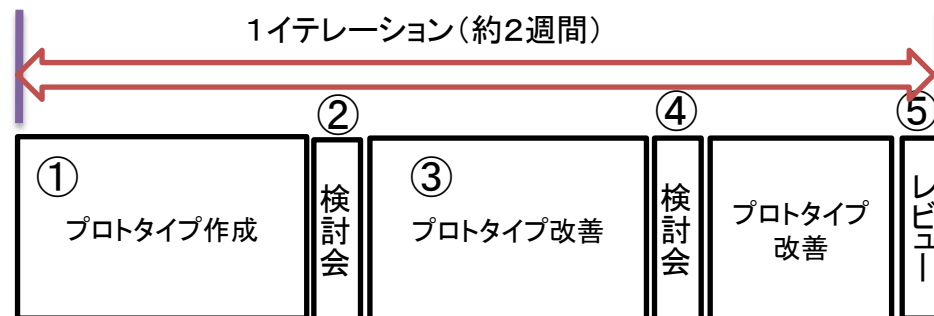 1イテレーション(約2週間)
②
④
⑤
①
プロトタイプ作成
検討会
③
プロトタイプ改善
検討会
プロトタイプ
改善
レビュー